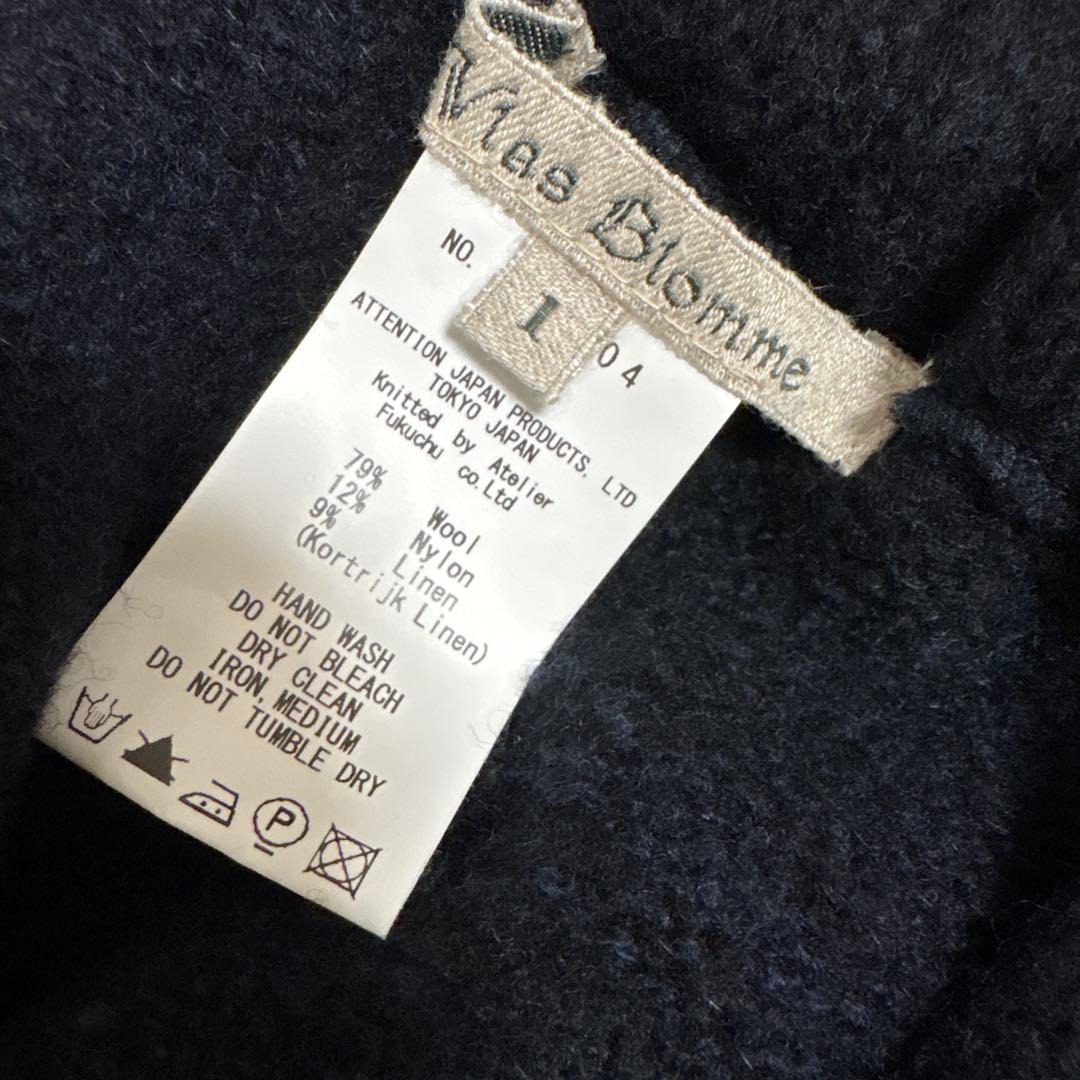 Vlas Blomme
1
NO.
04
ATTENTION JAPAN PRODUCTS, LTD
TOKYO JAPAN
Knitted by Atelier
Fukuchu co.Ltd
79% Wool
12% Nylon
9% Linen
(Kortrijk Linen)
HAND WASH
DO NOT BLEACH
DRY CLEAN
IRON, MEDIUM
DO NOT TUMBLE DRY
P